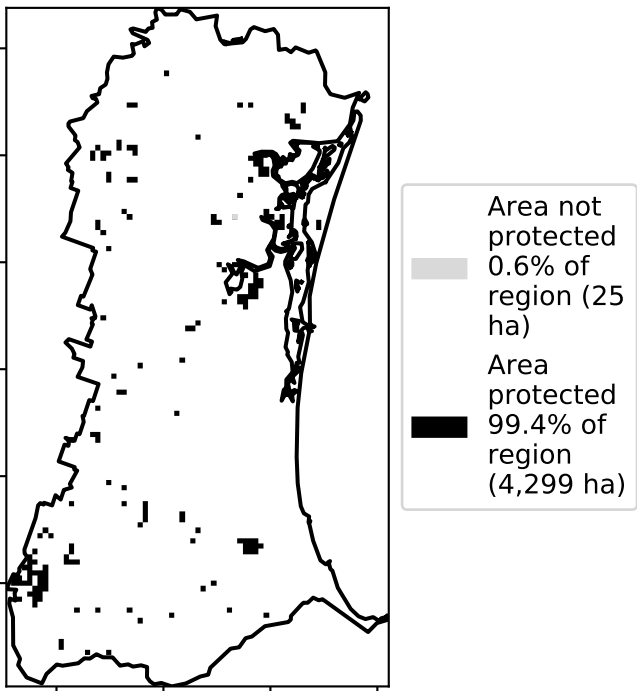 Area not
protected
0.6% of
region (25
ha)
Area
protected
99.4% of
region
(4,299 ha)